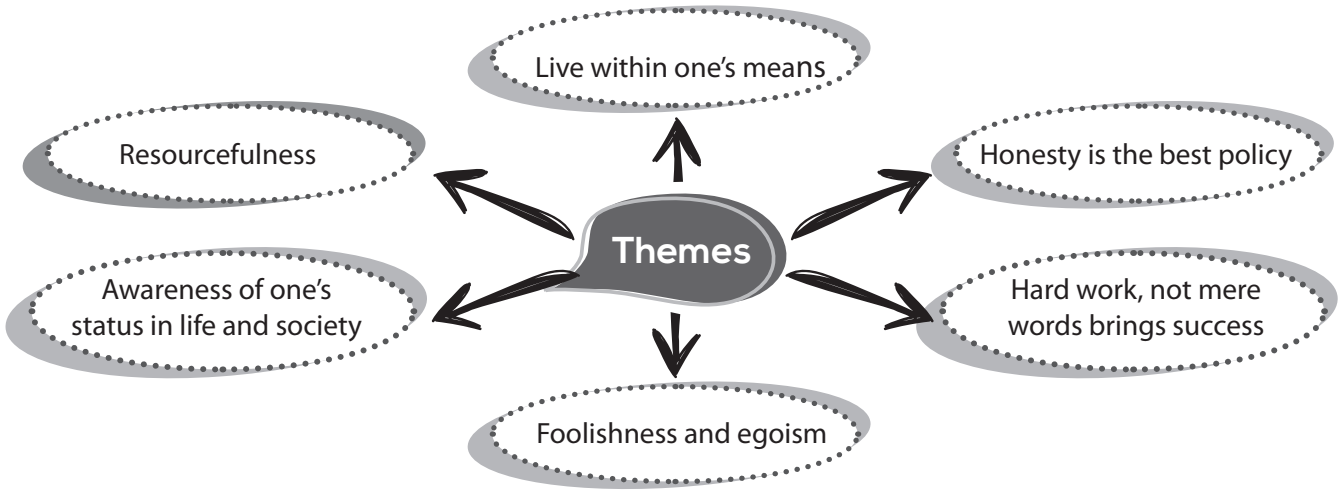 Live within one's means
Resourcefulness
Honesty is the best policy
Themes
Awareness of one's
status in life and society
Hard work, not mere
words brings success
Foolishness and egoism